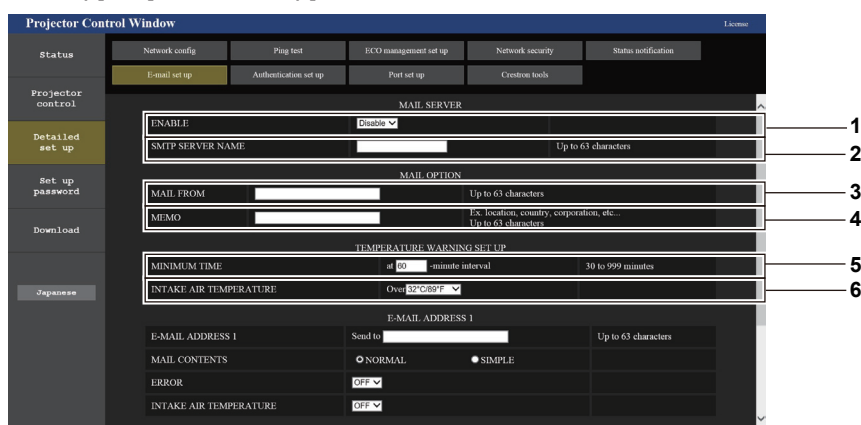 Projector Control Window License
Status
Network config Ping test ECO management set up Network security Status notification
E-mail set up Authentication set up Port set up Crestron tools
Projector control
Detailed set up
Set up password
Download
Japanese
MAIL SERVER
ENABLE Disable 1
SMTP SERVER NAME Up to 63 characters 2
MAIL OPTION
MAIL FROM Up to 63 characters 3
MEMO Ex. location, country, corporation, etc... 4
Up to 63 characters
TEMPERATURE WARNING SET UP
MINIMUM TIME at 60 -minute interval 30 to 999 minutes 5
INTAKE AIR TEMPERATURE Over 32°C/89°F 6
E-MAIL ADDRESS 1
E-MAIL ADDRESS 1 Send to Up to 63 characters
MAIL CONTENTS NORMAL SIMPLE
ERROR OFF
INTAKE AIR TEMPERATURE OFF